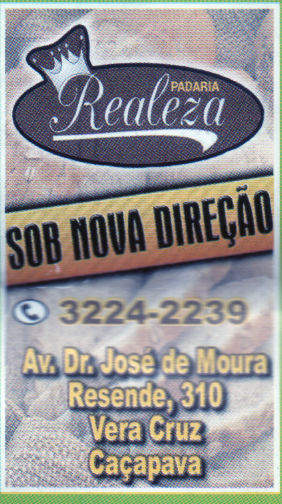 PADARIA
Realeza
SOB NOVA DIREÇÃO
3224-2239
Av. Dr. José de Moura
Resende, 310
Vera Cruz
Caçapava